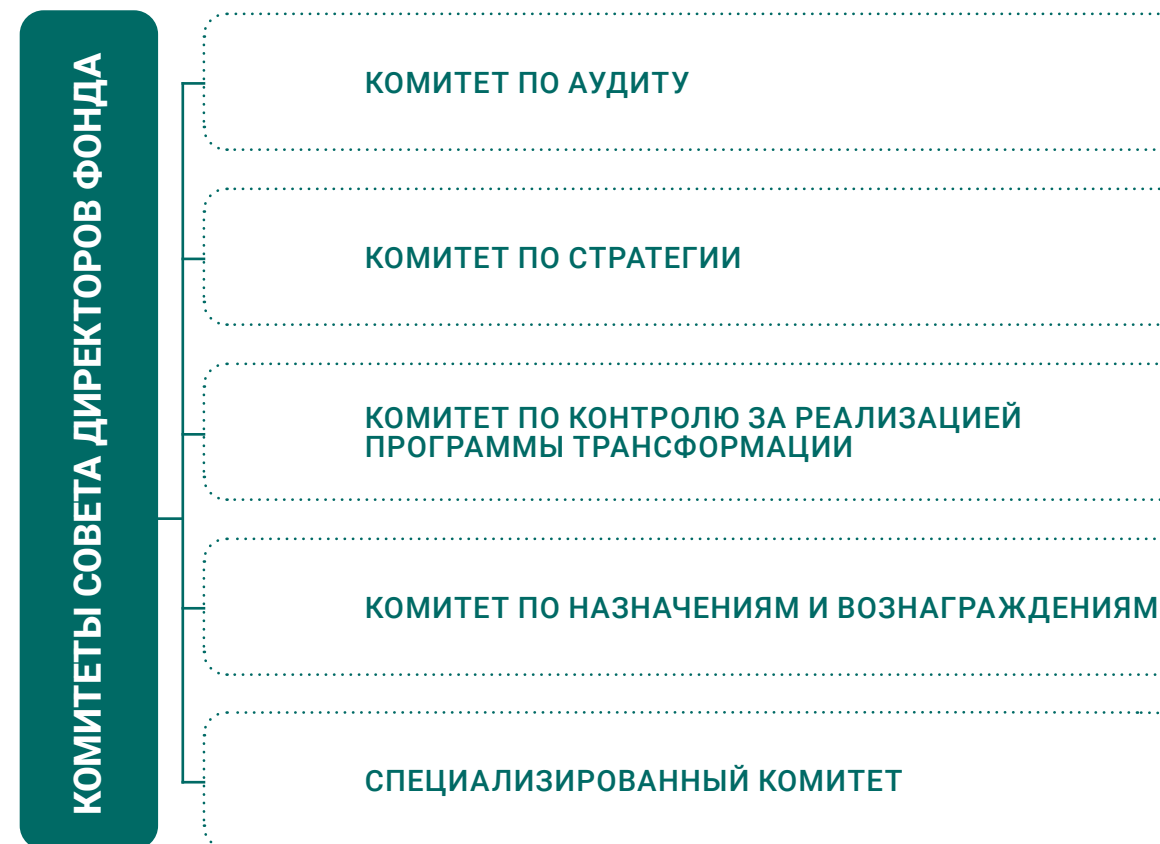 КОМИТЕТЫ СОВЕТА ДИРЕКТОРОВ ФОНДА
КОМИТЕТ ПО АУДИТУ
КОМИТЕТ ПО СТРАТЕГИИ
КОМИТЕТ ПО КОНТРОЛЮ ЗА РЕАЛИЗАЦИЕЙ
ПРОГРАММЫ ТРАНСФОРМАЦИИ
КОМИТЕТ ПО НАЗНАЧЕНИЯМ И ВОЗНАГРАЖДЕНИЯМ
СПЕЦИАЛИЗИРОВАННЫЙ КОМИТЕТ